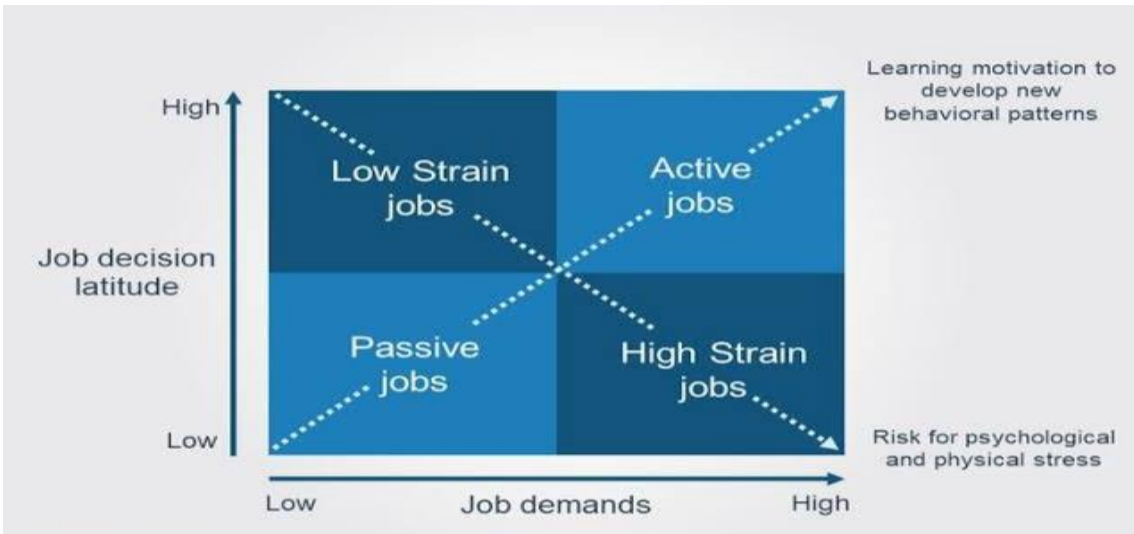 Learning motivation to
develop new
behavioral patterns
High
Low Strain
jobs
Active
jobs
Job decision
latitude
Passive
jobs
High Strain
jobs
Low
Risk for psychological
and physical stress
Low
Job demands
High